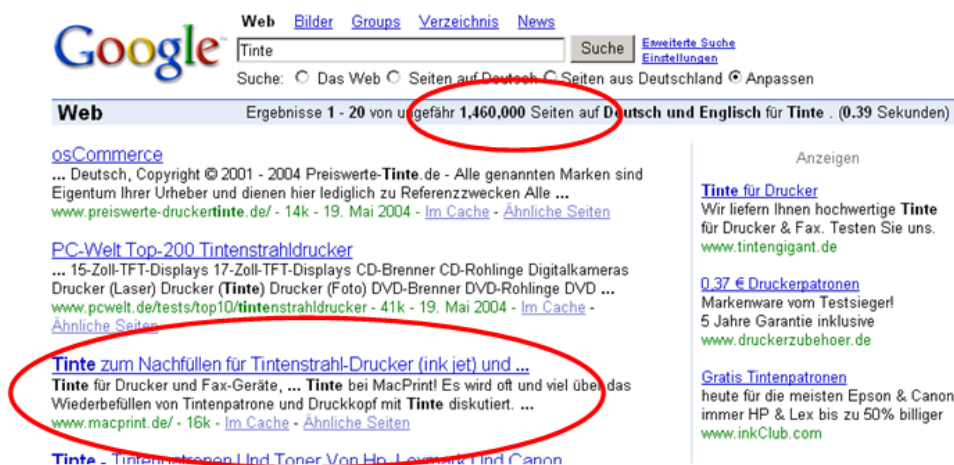 Google
Web Bilder Groups Verzeichnis News
Tinte Suche Erweiterte Suche
Einstellungen
Suche: Das Web Seiten auf Deutsch Seiten aus Deutschland Anpassen
Web Ergebnisse 1 - 20 von ungefähr 1,460,000 Seiten auf Deutsch und Englisch für Tinte . (0.39 Sekunden)
osCommerce
... Deutsch, Copyright © 2001 - 2004 Preiswerte-Tinte.de - Alle genannten Marken sind
Eigentum Ihrer Urheber und dienen hier lediglich zu Referenzzwecken Alle ...
www.preiswerte-druckertinte.de/ - 14k - 19. Mai 2004 - Im Cache - Ähnliche Seiten
PC-Welt Top-200 Tintenstrahldrucker
... 15-Zoll-TFT-Displays 17-Zoll-TFT-Displays CD-Brenner CD-Rohlinge Digitalkameras
Drucker (Laser) Drucker (Tinte) Drucker (Foto) DVD-Brenner DVD-Rohlinge DVD ...
www.pcwelt.de/tests/top10/tintenstrahldrucker - 41k - 19. Mai 2004 - Im Cache -
Ähnliche Seiten
Tinte zum Nachfüllen für Tintenstrahl-Drucker (ink jet) und ...
Tinte für Drucker und Fax-Geräte, ... Tinte bei MacPrint! Es wird oft und viel über das
Wiederbefüllen von Tintenpatrone und Druckkopf mit Tinte diskutiert. ...
www.macprint.de/ - 16k - Im Cache - Ähnliche Seiten
Tinte - Tintenpatronen Und Toner Von Hp, Lexmark Und Canon
Anzeigen
Tinte für Drucker
Wir liefern Ihnen hochwertige Tinte
für Drucker & Fax. Testen Sie uns.
www.tintengigant.de
0,37 € Druckerpatronen
Markenware vom Testsieger!
5 Jahre Garantie inklusive
www.druckerzubehoer.de
Gratis Tintenpatronen
heute für die meisten Epson & Canon
immer HP & Lex bis zu 50% billiger
www.inkClub.com